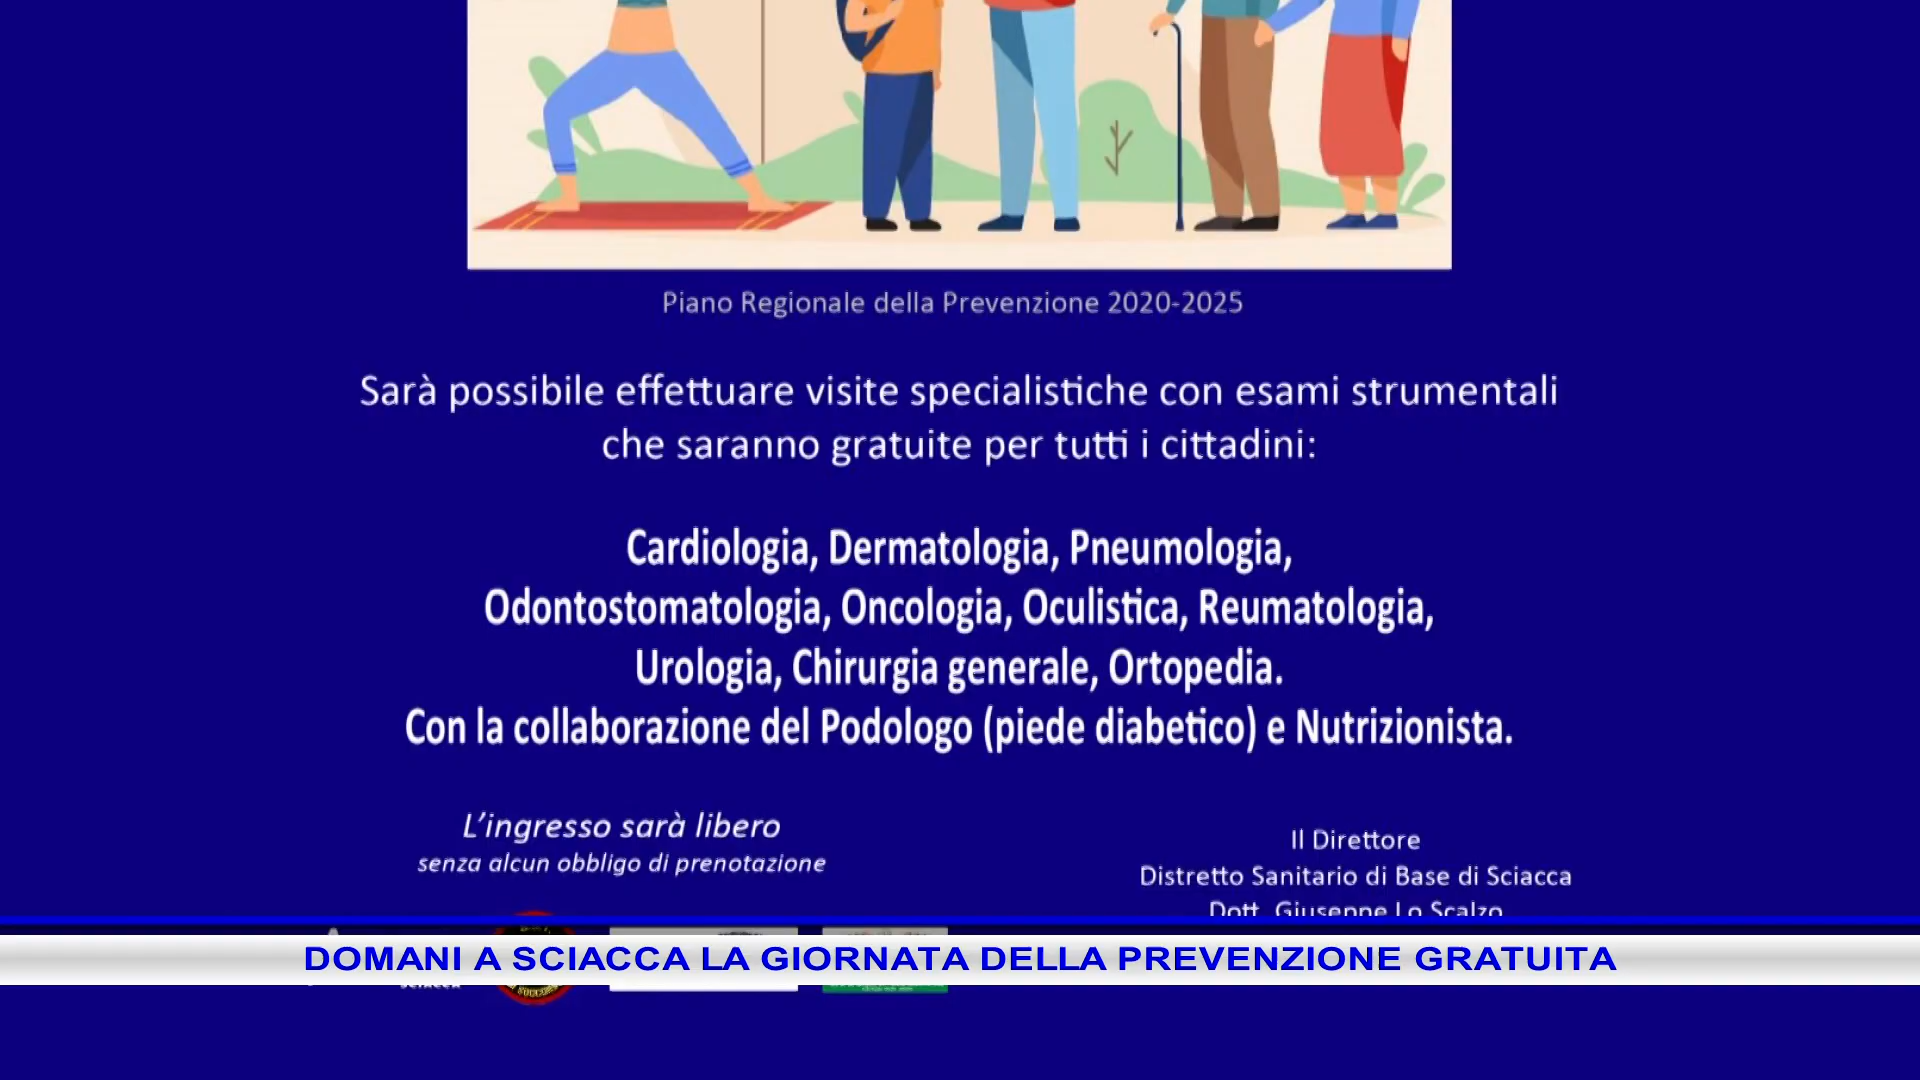 Piano Regionale della Prevenzione 2020-2025
Sarà possibile effettuare visite specialistiche con esami strumentali
che saranno gratuite per tutti i cittadini:
Cardiologia, Dermatologia, Pneumologia,
Odontostomatologia, Oncologia, Oculistica, Reumatologia,
Urologia, Chirurgia generale, Ortopedia.
Con la collaborazione del Podologo (piede diabetico) e Nutrizionista.
L'ingresso sarà libero
senza alcun obbligo di prenotazione
Il Direttore
Distretto Sanitario di Base di Sciacca
Dott. Giuseppe Lo Scalzo
DOMANI A SCIACCA LA GIORNATA DELLA PREVENZIONE GRATUITA